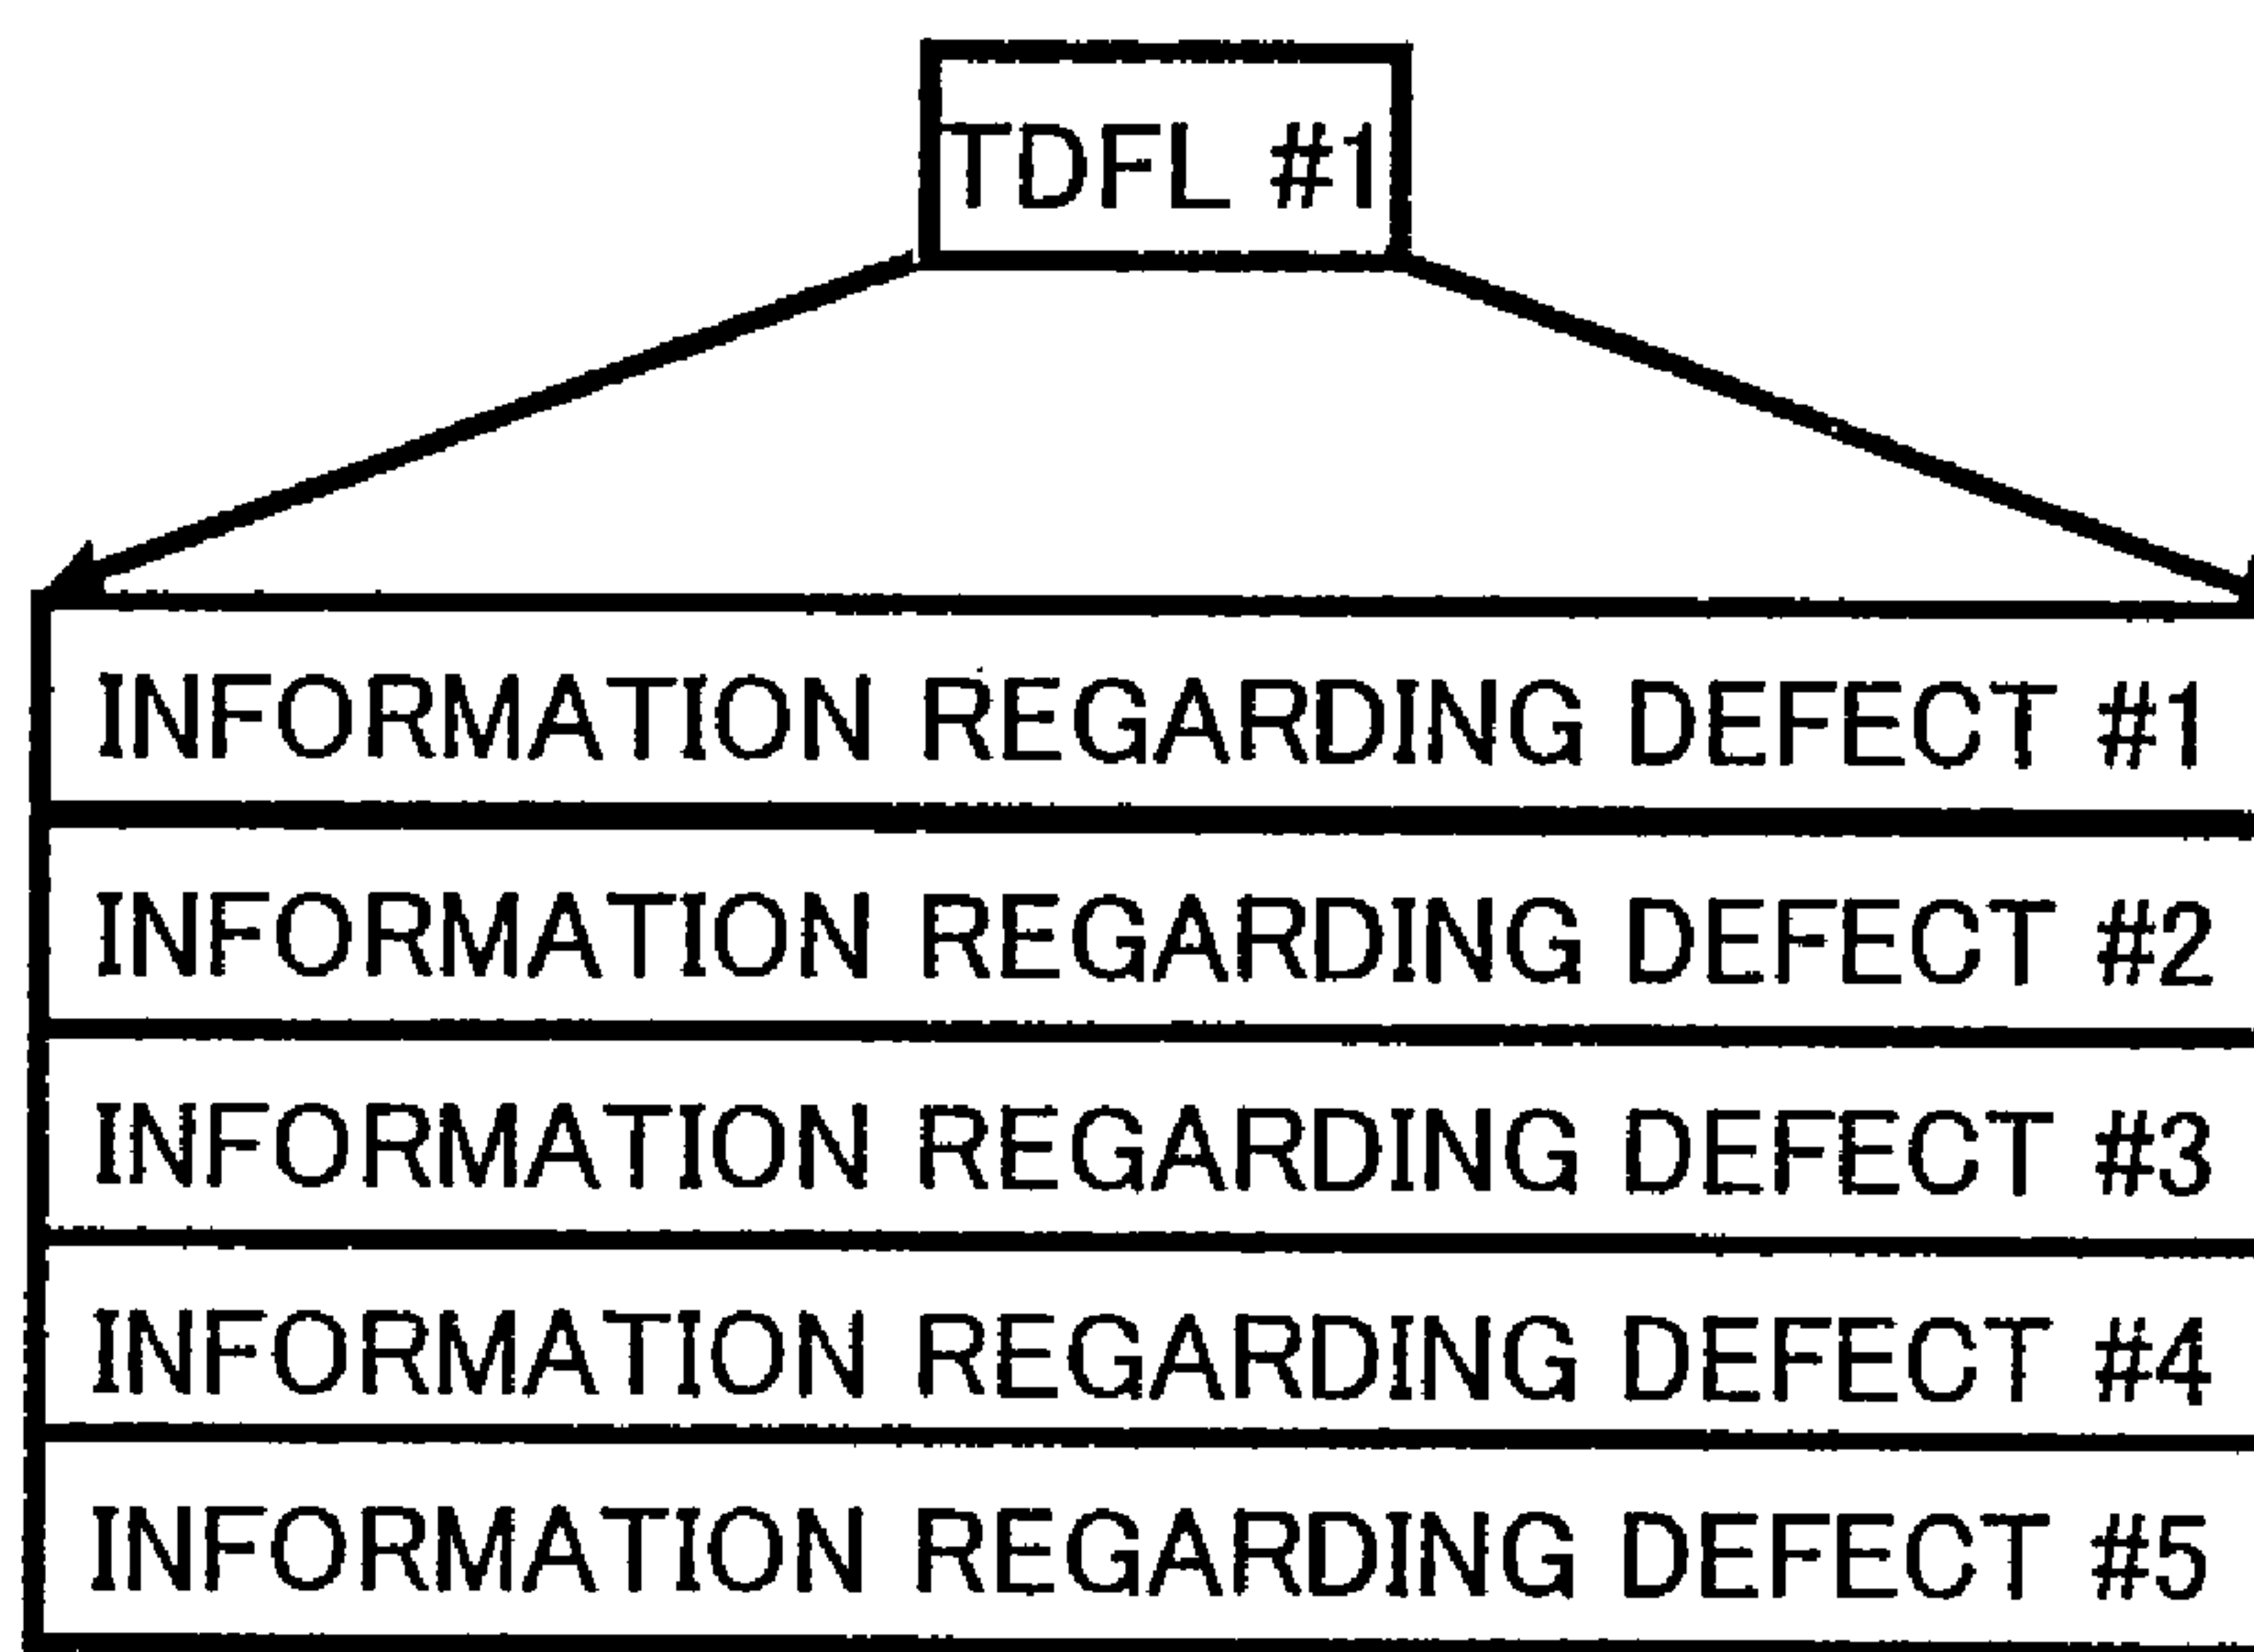 TDFL #1
INFORMATION REGARDING DEFECT #1
INFORMATION REGARDING DEFECT #2
INFORMATION REGARDING DEFECT #3
INFORMATION REGARDING DEFECT #4
INFORMATION REGARDING DEFECT #5